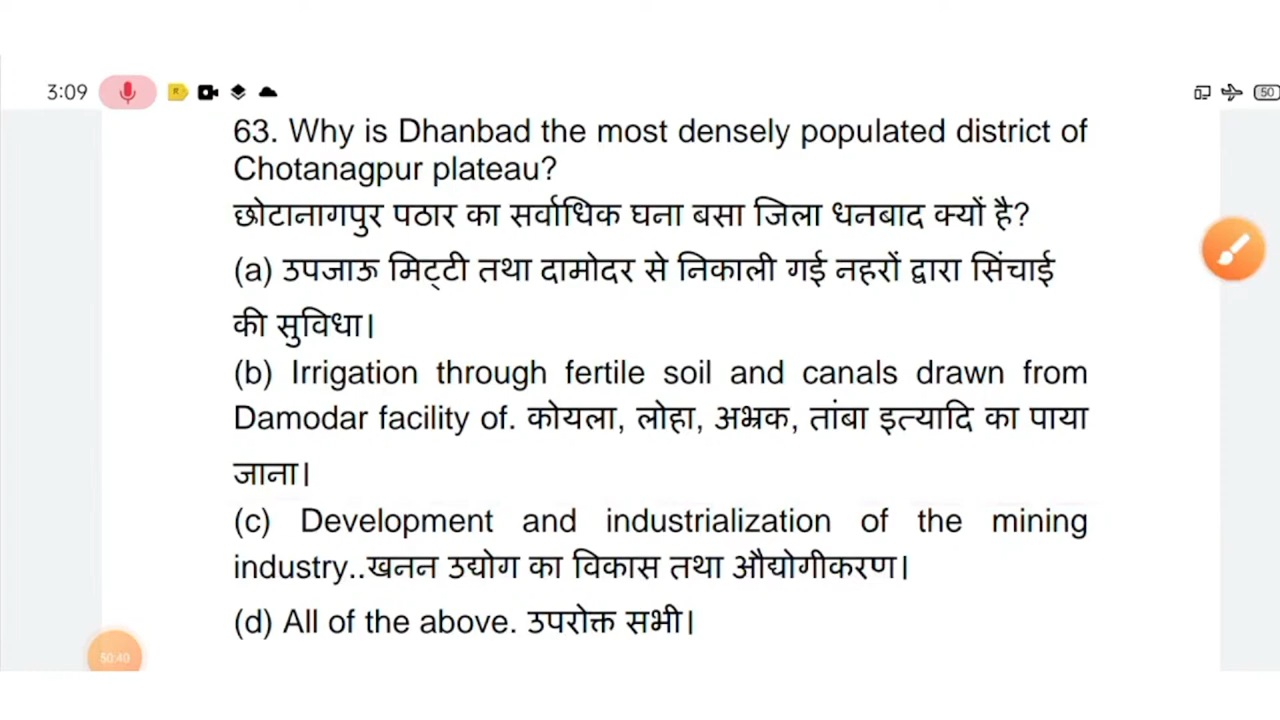 3:09
R
50
63. Why is Dhanbad the most densely populated district of
Chotanagpur plateau?
छोटानागपुर पठार का सर्वाधिक घना बसा जिला धनबाद क्यों है?
(a) उपजाऊ मिट्टी तथा दामोदर से निकाली गई नहरों द्वारा सिंचाई
की सुविधा।
(b) Irrigation through fertile soil and canals drawn from
Damodar facility of. कोयला, लोहा, अभ्रक, तांबा इत्यादि का पाया
जाना।
(c) Development and industrialization of the mining
industry..खनन उद्योग का विकास तथा औद्योगीकरण।
(d) All of the above. उपरोक्त सभी।
50:40